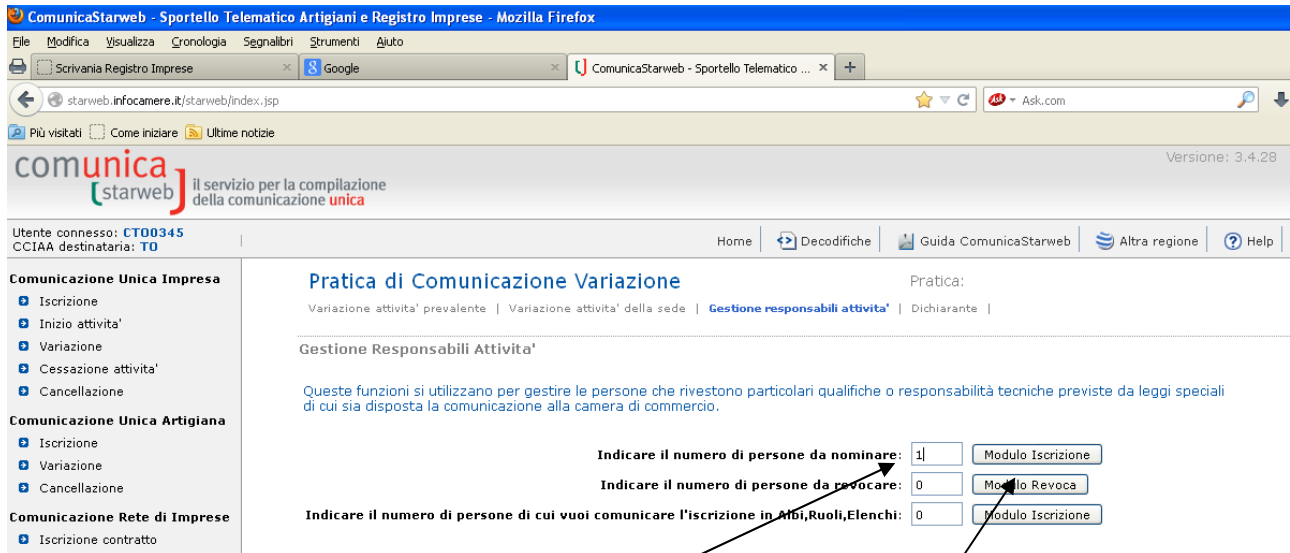 ComunicaStarweb - Sportello Telematico Artigiani e Registro Imprese - Mozilla Firefox
File Modifica Visualizza Cronologia Segnalibri Strumenti Aiuto
Scrivania Registro Imprese Google ComunicaStarweb - Sportello Telematico ...
starweb.infocamere.it/starweb/index.jsp Ask.com
Più visitati Come iniziare Ultime notizie
comunica
starweb
il servizio per la compilazione
della comunicazione unica
Versione: 3.4.28
Utente connesso: CTO0345
CCIAA destinataria: TO
Home Decodifiche Guida ComunicaStarweb Altra regione Help
Comunicazione Unica Impresa
Iscrizione
Inizio attivita'
Variazione
Cessazione attivita'
Cancellazione
Comunicazione Unica Artigiana
Iscrizione
Variazione
Cancellazione
Comunicazione Rete di Imprese
Iscrizione contratto
Pratica di Comunicazione Variazione Pratica:
Variazione attivita' prevalente | Variazione attivita' della sede | Gestione responsabili attivita' | Dichiarante |
Gestione Responsabili Attivita'
Queste funzioni si utilizzano per gestire le persone che rivestono particolari qualifiche o responsabilità tecniche previste da leggi speciali
di cui sia disposta la comunicazione alla camera di commercio.
Indicare il numero di persone da nominare: 1 Modulo Iscrizione
Indicare il numero di persone da revocare: 0 Modulo Revoca
Indicare il numero di persone di cui vuoi comunicare l'iscrizione in Albi,Ruoli,Elenchi: 0 Modulo Iscrizione